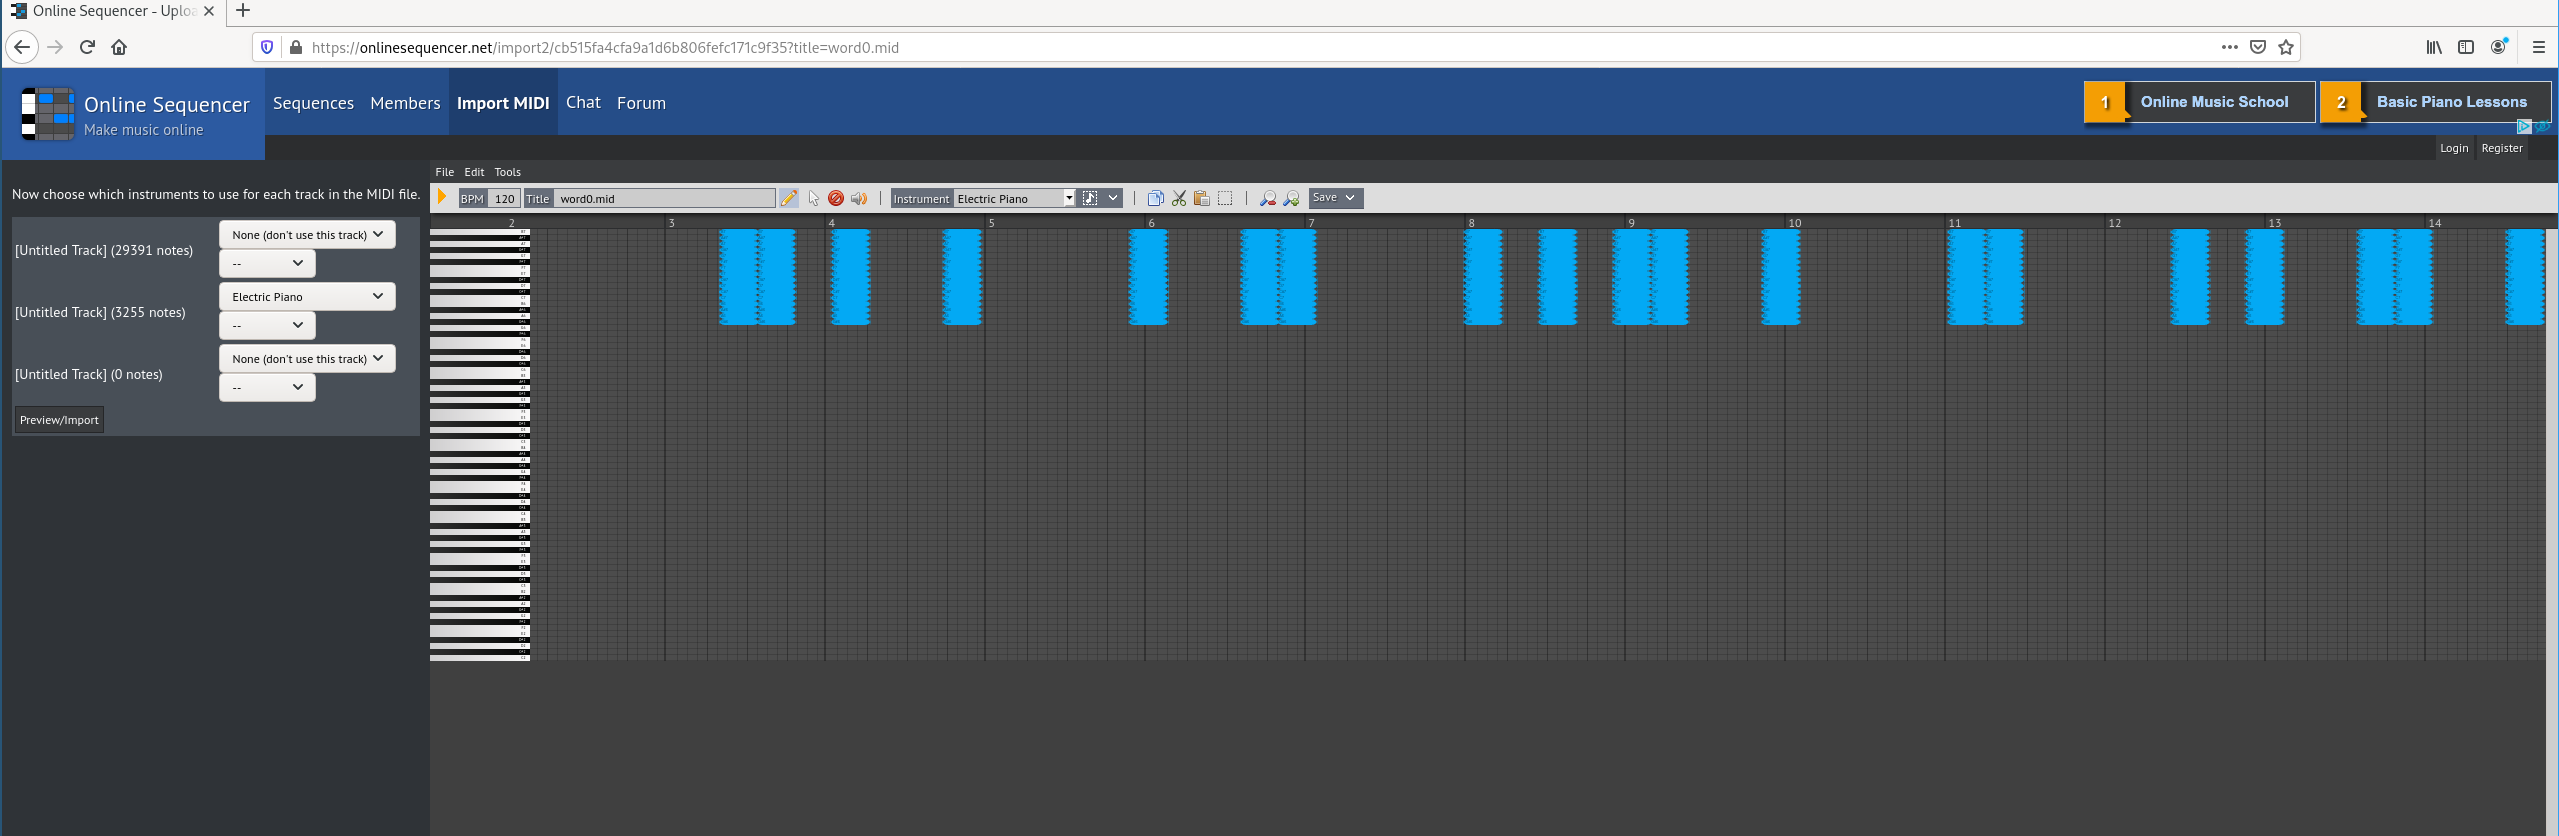 Online Sequencer - Uploa
https://onlinesequencer.net/import2/cb515fa4cfa9a1d6b806fefc171c9f35?title=word0.mid
Online Sequencer
Make music online
Sequences Members Import MIDI Chat Forum
1 Online Music School 2 Basic Piano Lessons
Login Register
Now choose which instruments to use for each track in the MIDI file.
[Untitled Track] (29391 notes) None (don't use this track)
--
[Untitled Track] (3255 notes) Electric Piano
--
[Untitled Track] (0 notes) None (don't use this track)
--
Preview/Import
File Edit Tools
BPM 120 Title word0.mid Instrument Electric Piano Save
2 3 4 5 6 7 8 9 10 11 12 13 14